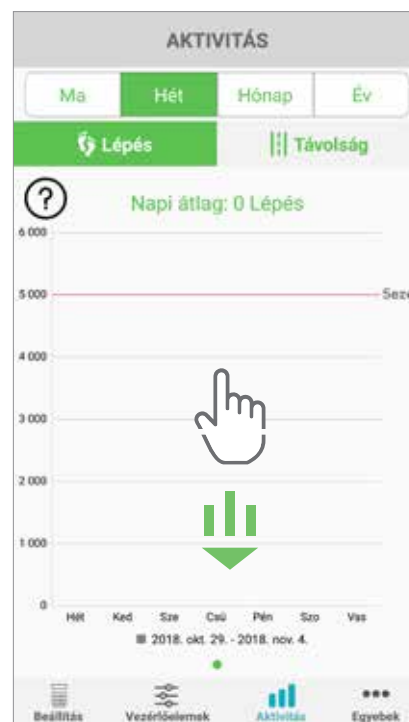 AKTIVITÁS
Ma Hét Hónap Év
Lépés Távolság
? Napi átlag: 0 Lépés
6 000
5 000 5eze
4 000
3 000
2 000
1 000
0
Hét Ked Sze Csü Pén Szo Vas
2018. okt. 29. - 2018. nov. 4.
Beállítás Vezérlőelemek Aktivitás Egyebek